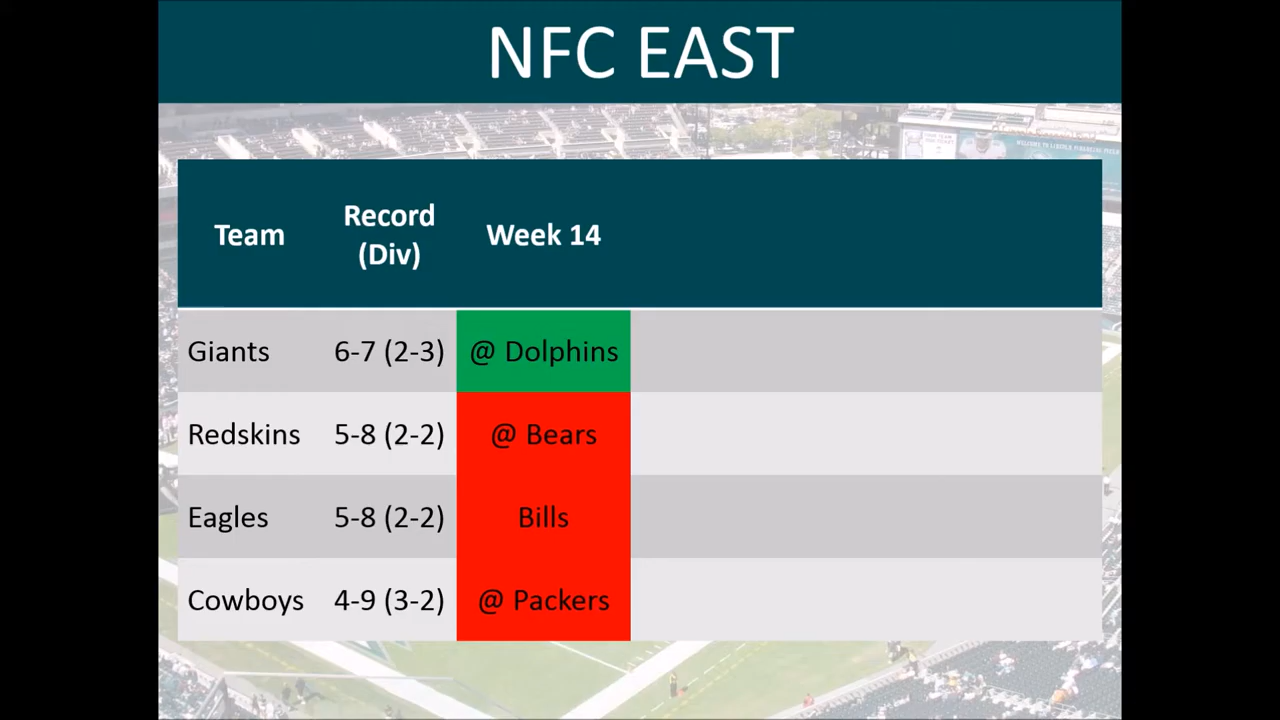 NFC EAST
Team
Record
(Div)
Week 14
Giants 6-7 (2-3) @ Dolphins
Redskins 5-8 (2-2) @ Bears
Eagles 5-8 (2-2) Bills
Cowboys 4-9 (3-2) @ Packers